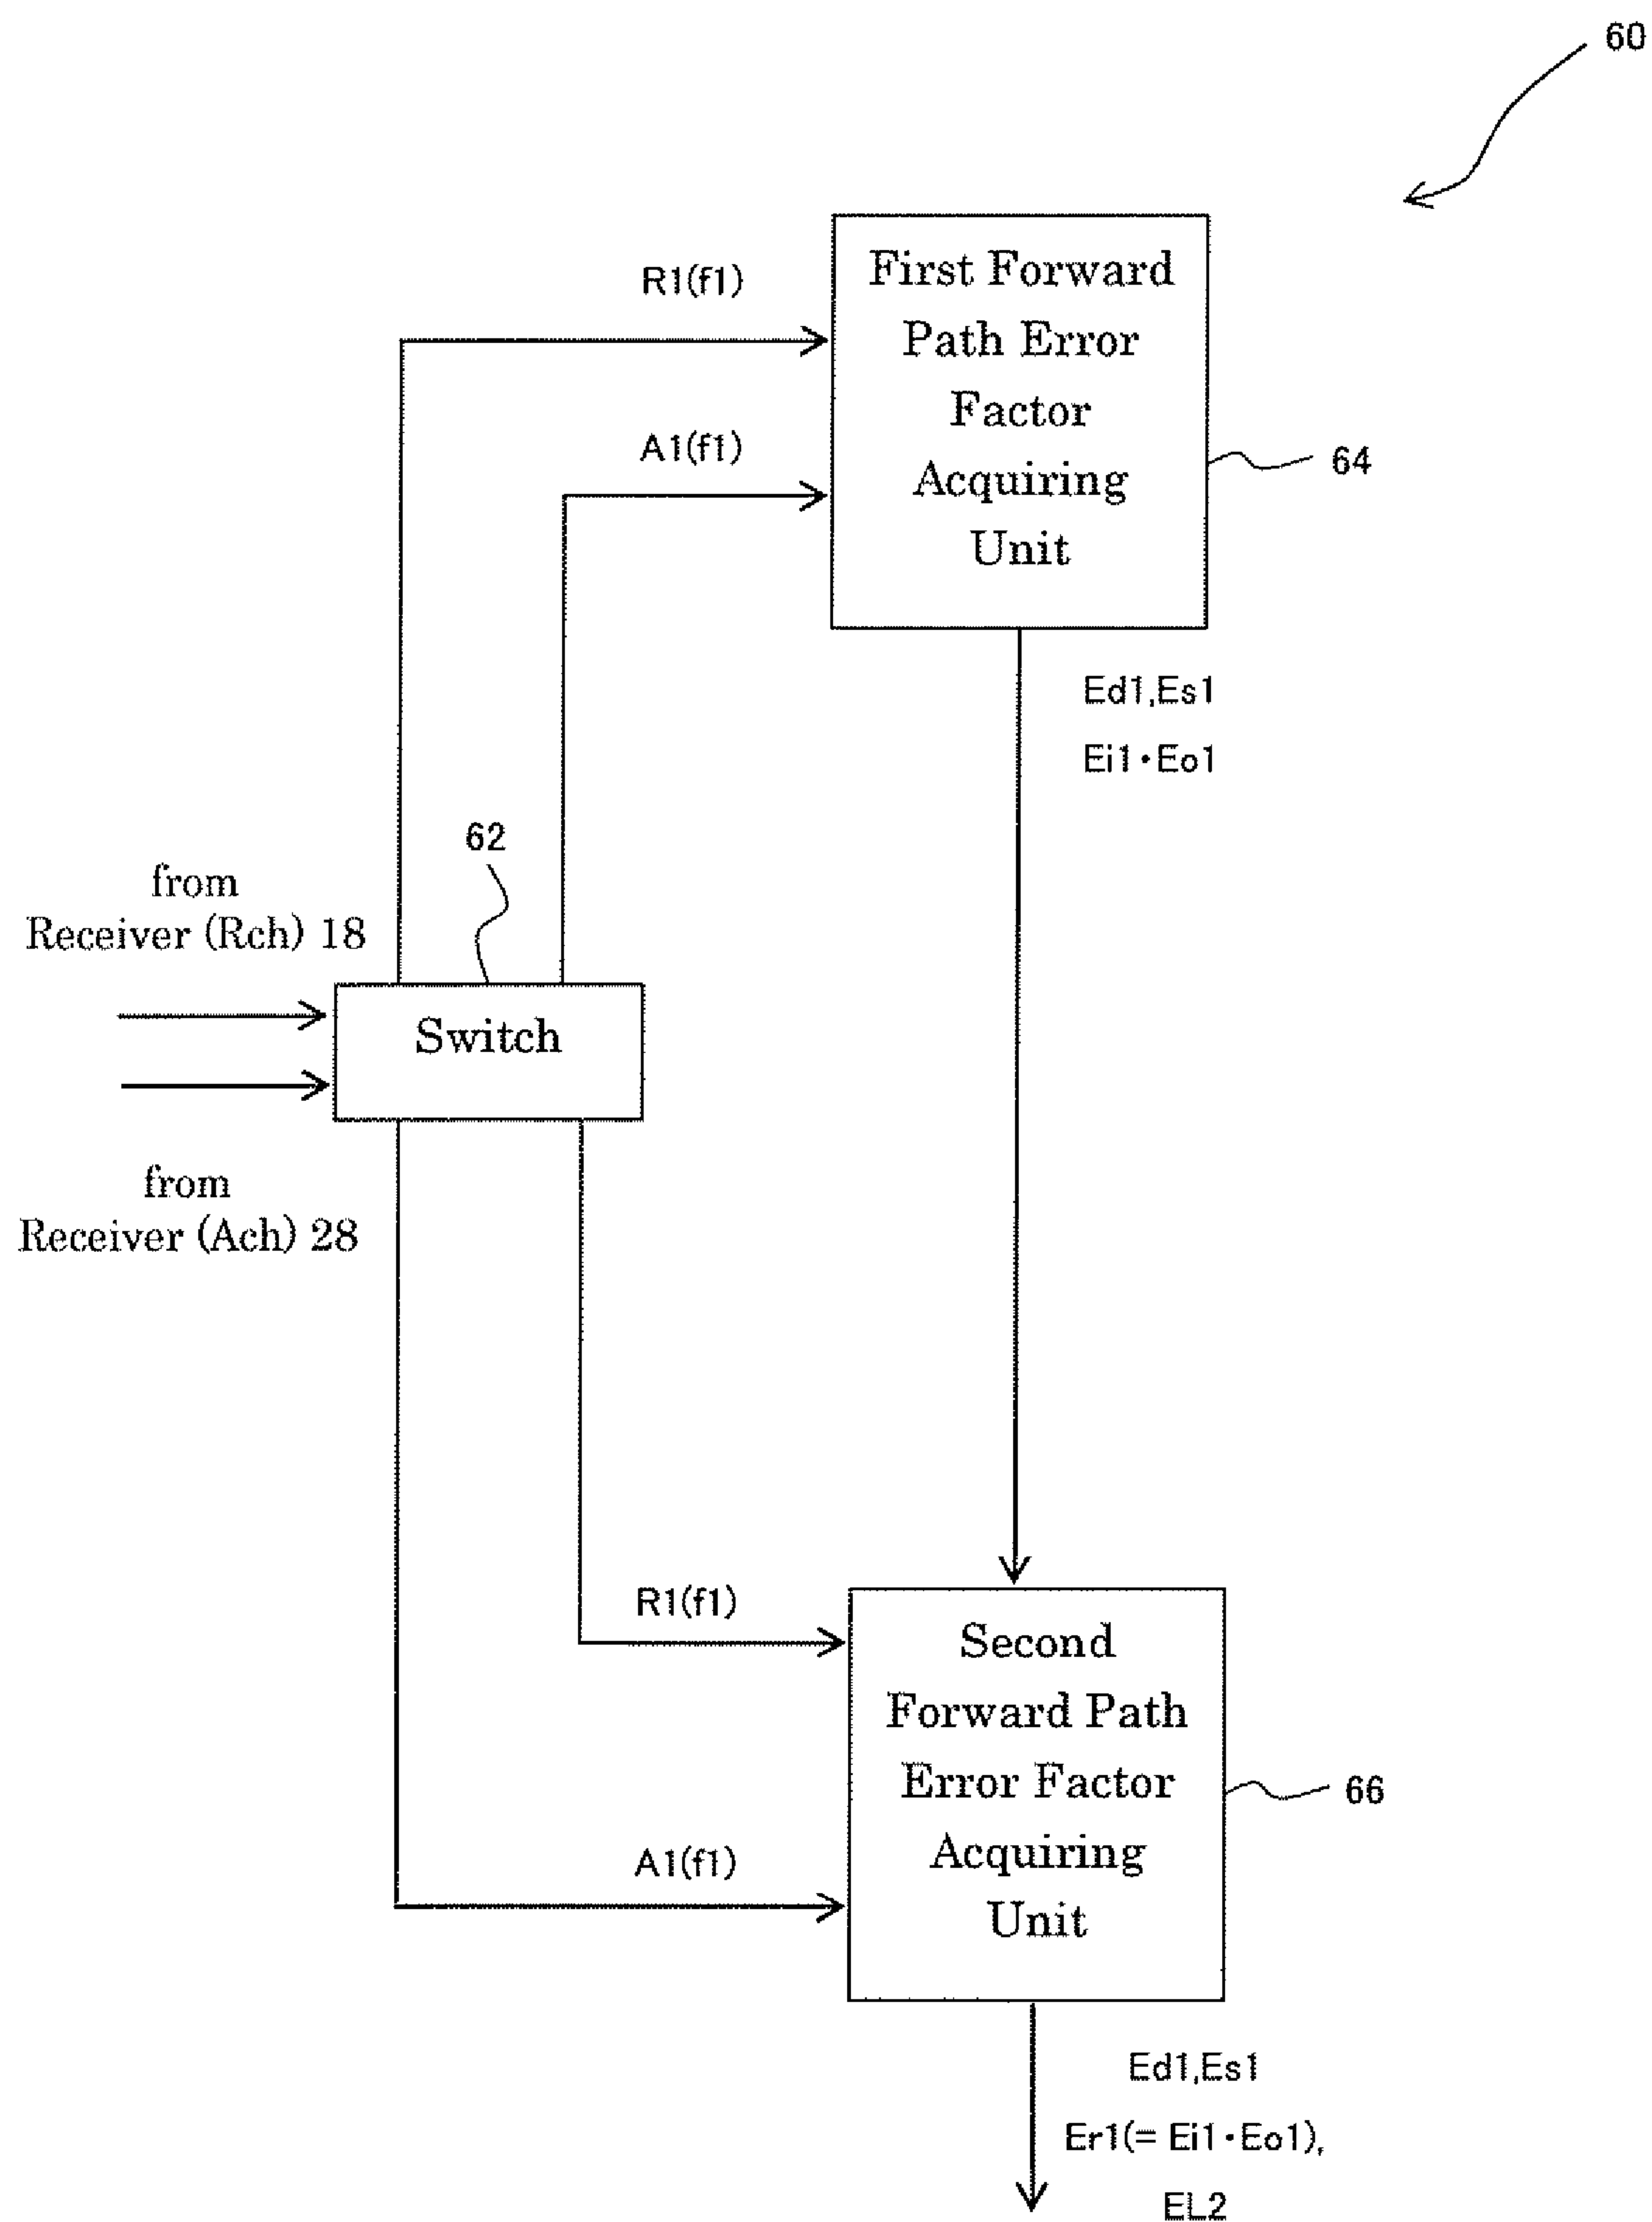 60
R1(f1)
First Forward
Path Error
Factor
Acquiring
Unit
A1(f1)
64
Ed1,Es1
Ei1・Eo1
62
from
Receiver (Rch) 18
Switch
from
Receiver (Ach) 28
R1(f1)
Second
Forward Path
Error Factor
Acquiring
Unit
66
A1(f1)
Ed1,Es1
Er1(= Ei1・Eo1),
EL2